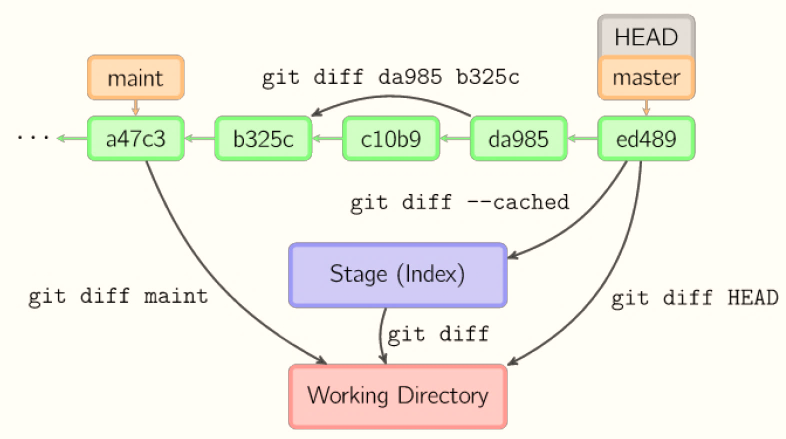 HEAD
maint
git diff da985 b325c
master
...
a47c3
b325c
c10b9
da985
ed489
git diff --cached
Stage (Index)
git diff maint
git diff HEAD
git diff
Working Directory